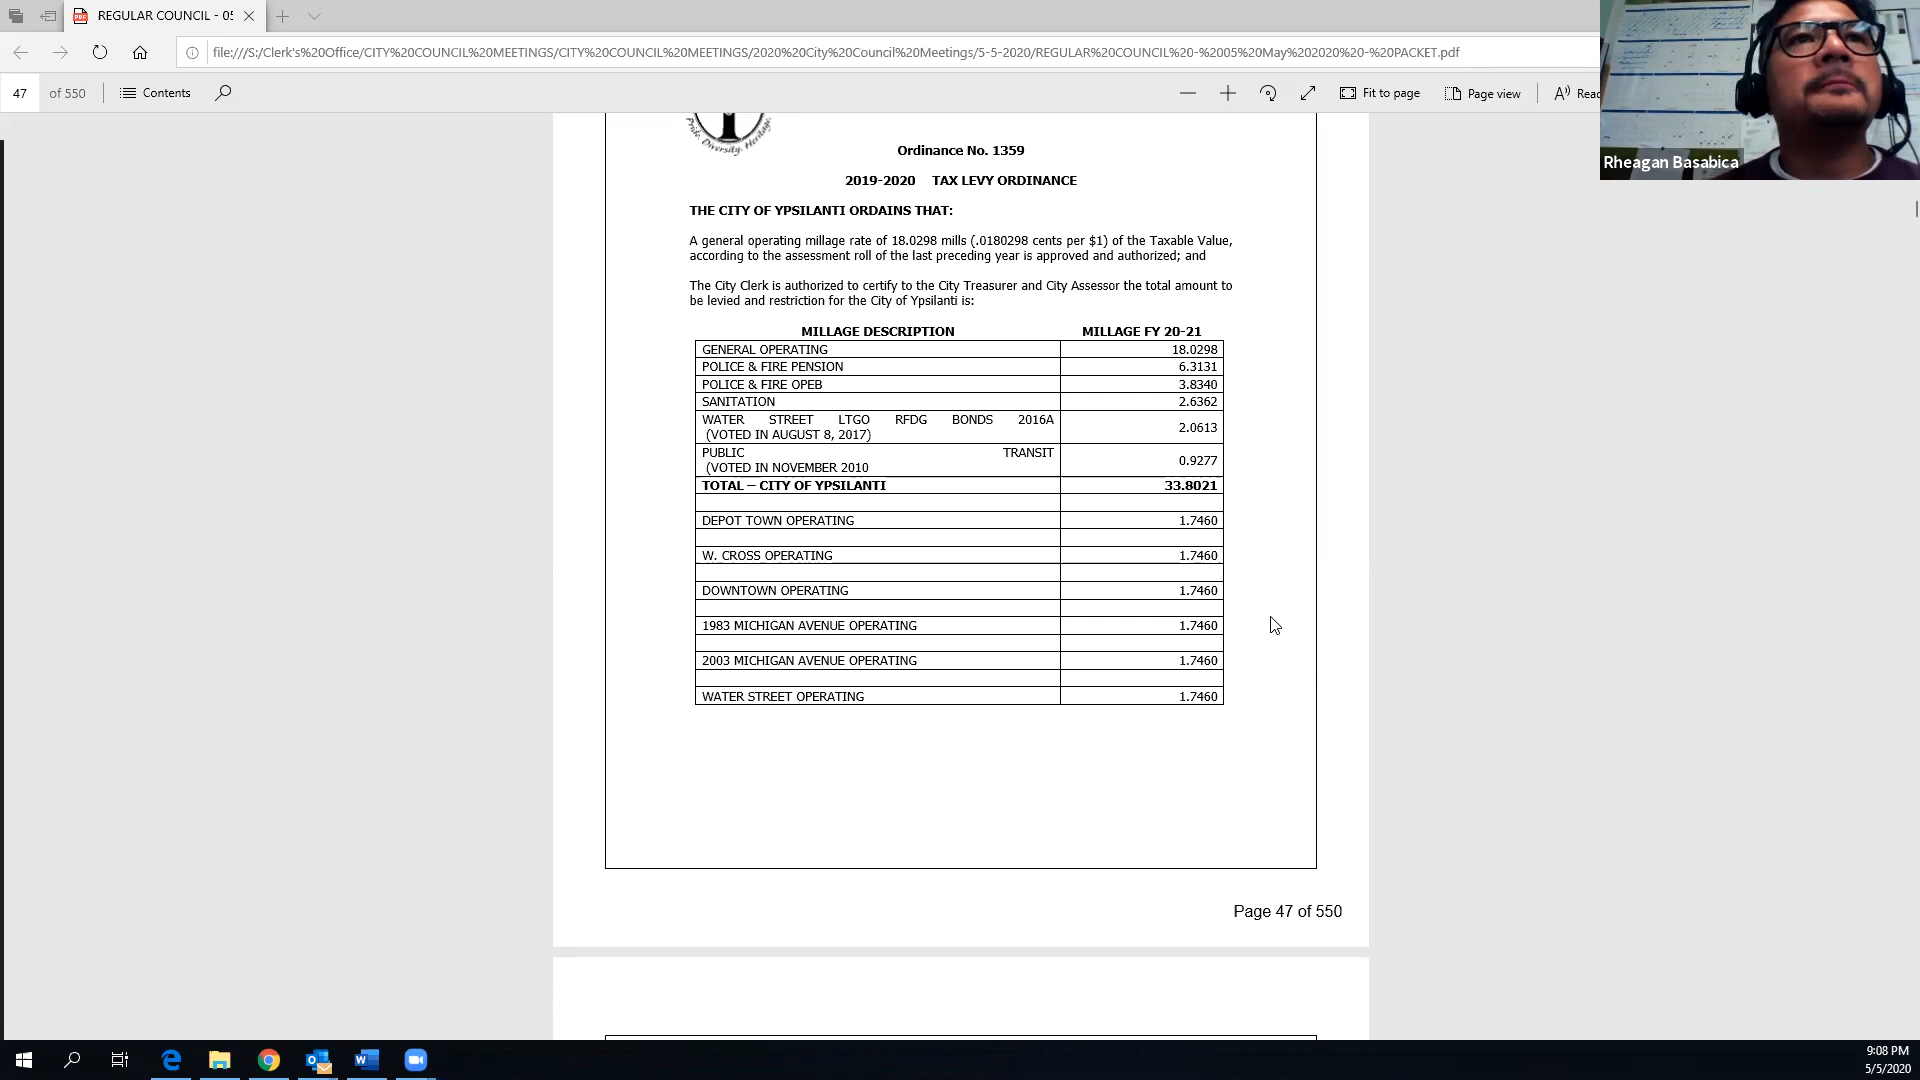 REGULAR COUNCIL - 05
file:///S:/Clerk's%20Office/CITY%20COUNCIL%20MEETINGS/CITY%20COUNCIL%20MEETINGS/2020%20City%20Council%20Meetings/5-5-2020/REGULAR%20COUNCIL%20-%2005%20May%202020%20-%20PACKET.pdf
47 of 550 Contents Fit to page Page view Read
Rheagan Basabica
Pride. Diversity. Heritage.
Ordinance No. 1359
2019-2020 TAX LEVY ORDINANCE
THE CITY OF YPSILANTI ORDAINS THAT:
A general operating millage rate of 18.0298 mills (.0180298 cents per $1) of the Taxable Value,
according to the assessment roll of the last preceding year is approved and authorized; and
The City Clerk is authorized to certify to the City Treasurer and City Assessor the total amount to
be levied and restriction for the City of Ypsilanti is:
MILLAGE DESCRIPTION MILLAGE FY 20-21
GENERAL OPERATING 18.0298
POLICE & FIRE PENSION 6.3131
POLICE & FIRE OPEB 3.8340
SANITATION 2.6362
WATER STREET LTGO RFDG BONDS 2016A
(VOTED IN AUGUST 8, 2017) 2.0613
PUBLIC TRANSIT
(VOTED IN NOVEMBER 2010 0.9277
TOTAL – CITY OF YPSILANTI 33.8021
DEPOT TOWN OPERATING 1.7460
W. CROSS OPERATING 1.7460
DOWNTOWN OPERATING 1.7460
1983 MICHIGAN AVENUE OPERATING 1.7460
2003 MICHIGAN AVENUE OPERATING 1.7460
WATER STREET OPERATING 1.7460
Page 47 of 550
9:08 PM
5/5/2020